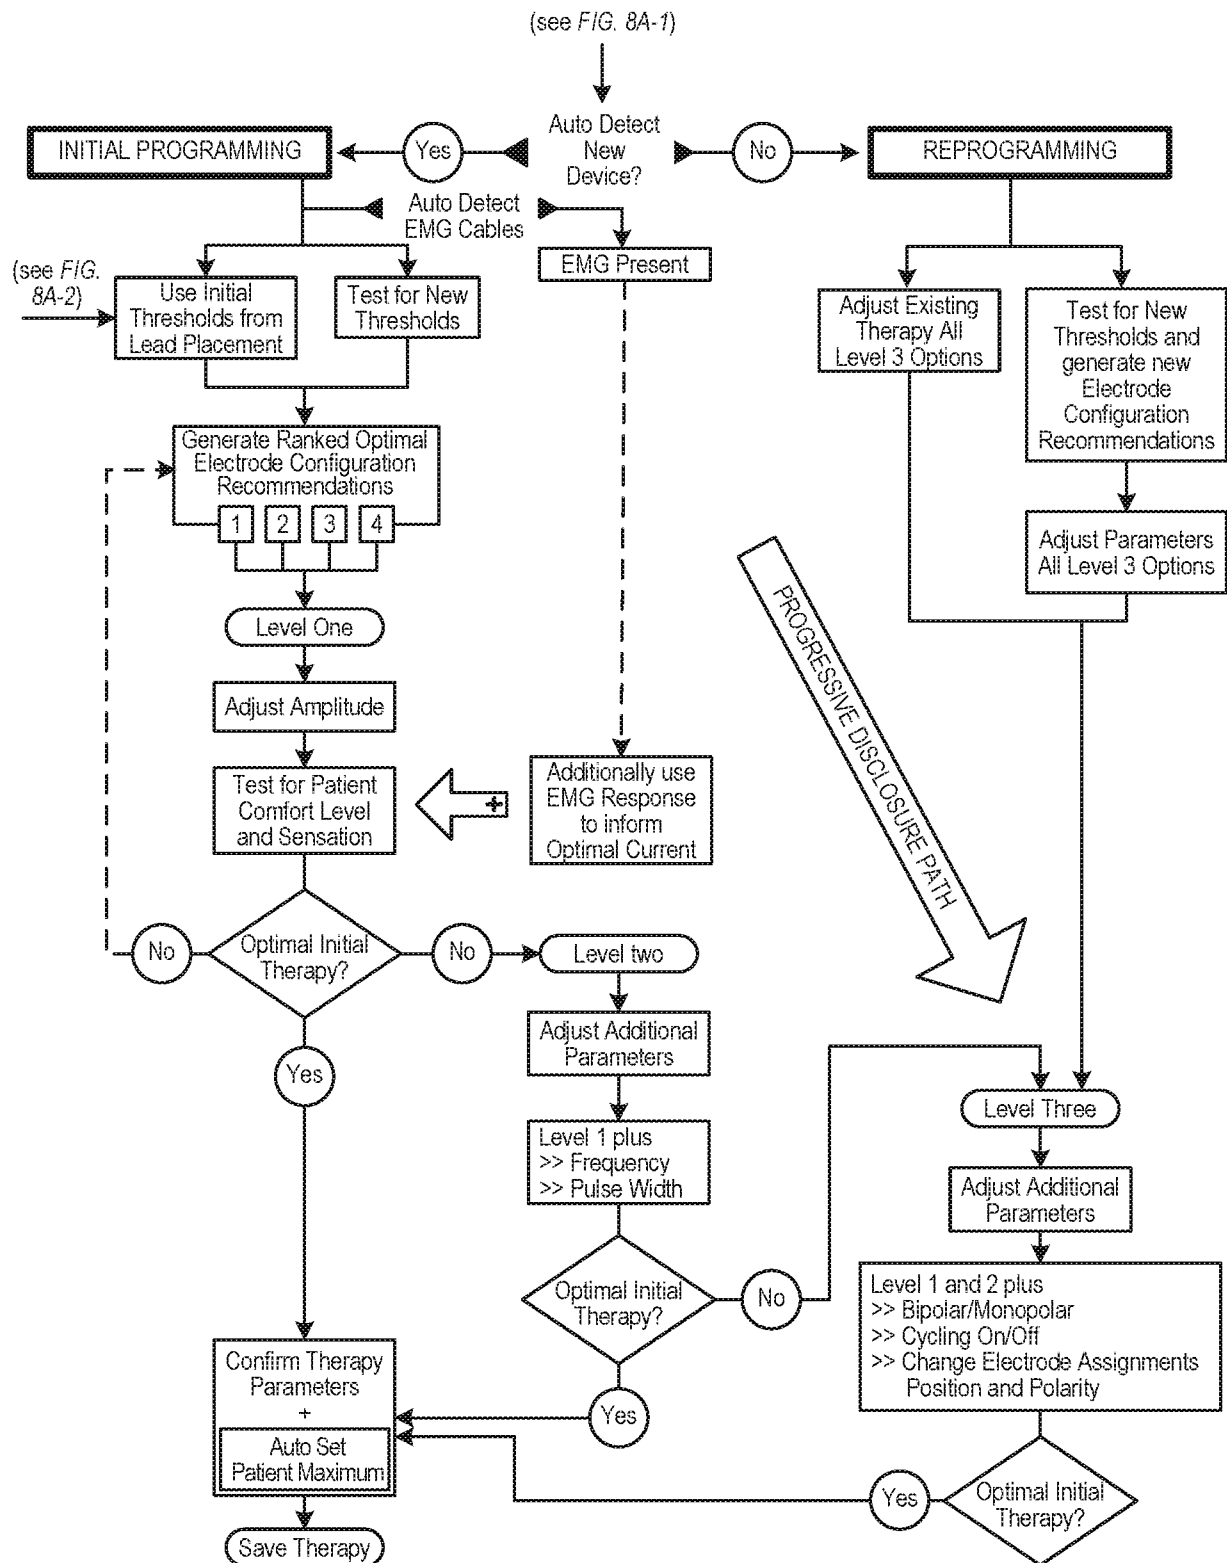 (see FIG. 8A-1)
INITIAL PROGRAMMING
Yes
Auto Detect
New
Device?
No
REPROGRAMMING
Auto Detect
EMG Cables
(see FIG.
8A-2)
Use Initial
Thresholds from
Lead Placement
Test for New
Thresholds
EMG Present
Adjust Existing
Therapy All
Level 3 Options
Test for New
Thresholds and
generate new
Electrode
Configuration
Recommendations
Generate Ranked Optimal
Electrode Configuration
Recommendations
1
2
3
4
Adjust Parameters
All Level 3 Options
Level One
Adjust Amplitude
PROGRESSIVE DISCLOSURE PATH
Test for Patient
Comfort Level
and Sensation
+
Additionally use
EMG Response
to inform
Optimal Current
No
Optimal Initial
Therapy?
No
Level two
Yes
Adjust Additional
Parameters
Level 1 plus
>> Frequency
>> Pulse Width
Level Three
Adjust Additional
Parameters
Optimal Initial
Therapy?
No
Level 1 and 2 plus
>> Bipolar/Monopolar
>> Cycling On/Off
>> Change Electrode Assignments
Position and Polarity
Confirm Therapy
Parameters
+
Auto Set
Patient Maximum
Yes
Yes
Optimal Initial
Therapy?
Save Therapy